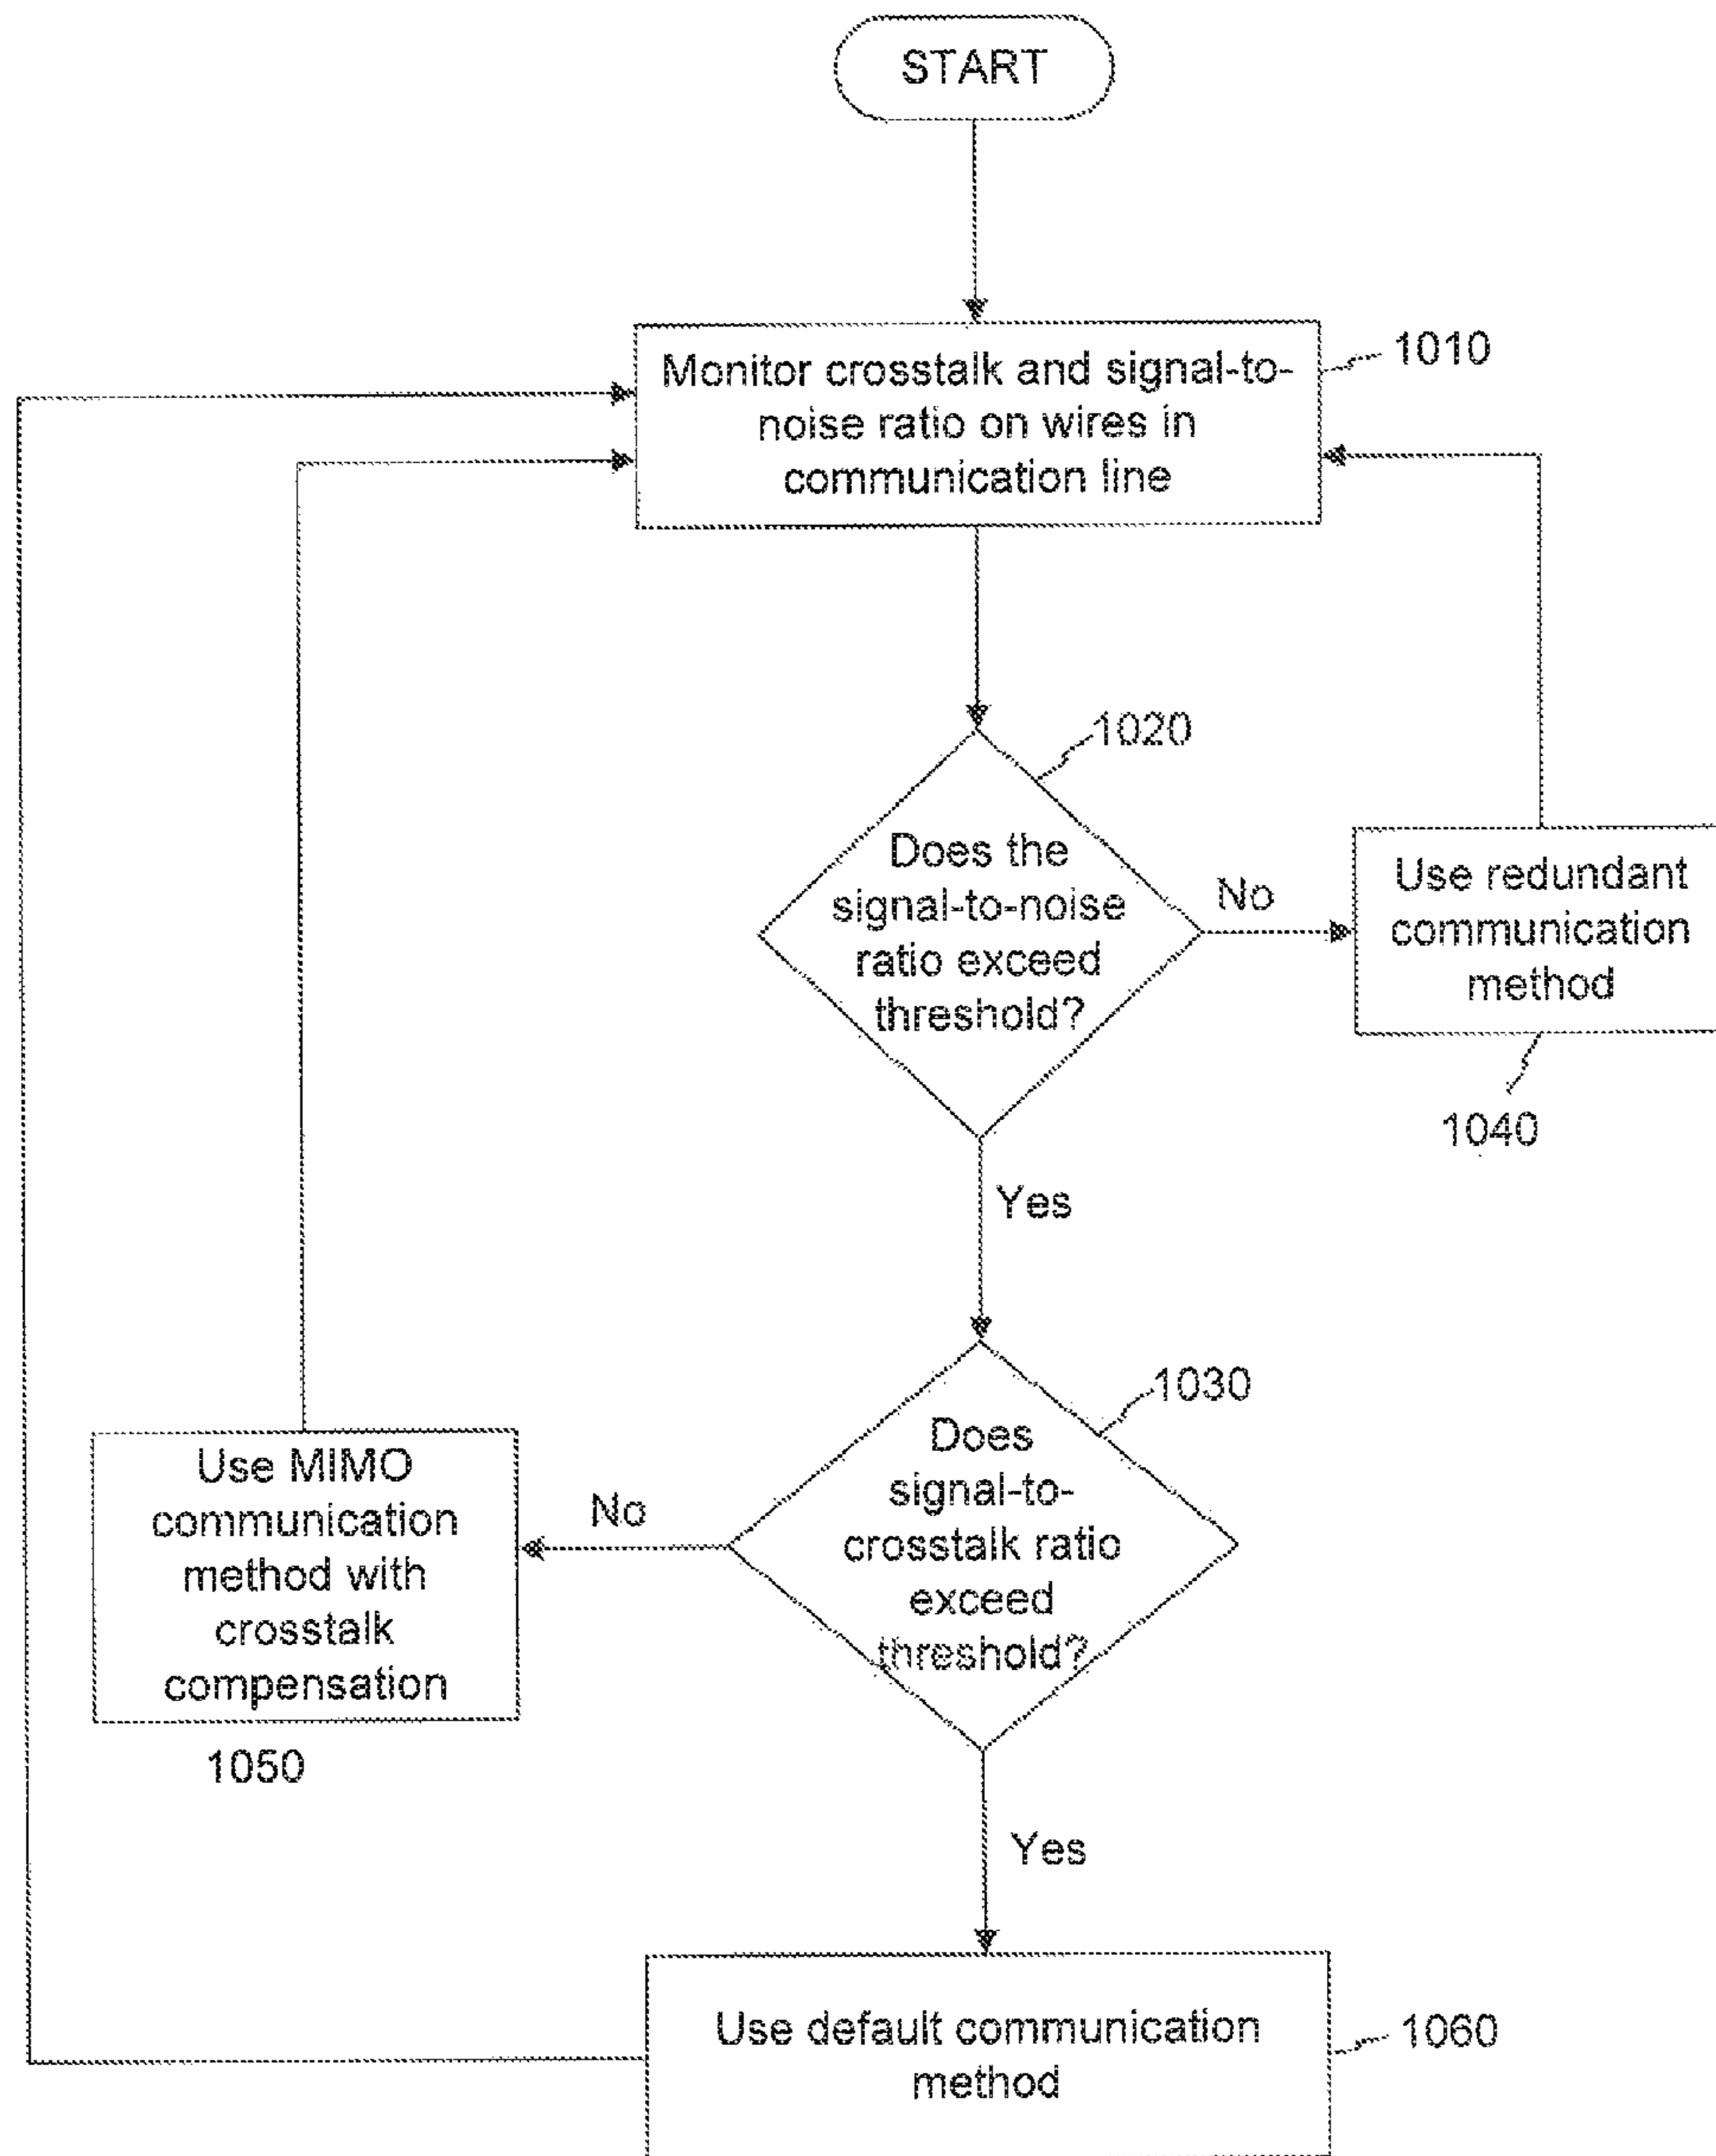 START
Monitor crosstalk and signal-to-
noise ratio on wires in
communication line
1010
1020
Does the
signal-to-noise
ratio exceed
threshold?
No
Use redundant
communication
method
1040
Yes
1030
Does
signal-to-
crosstalk ratio
exceed
threshold?
No
Use MIMO
communication
method with
crosstalk
compensation
1050
Yes
Use default communication
method
1060